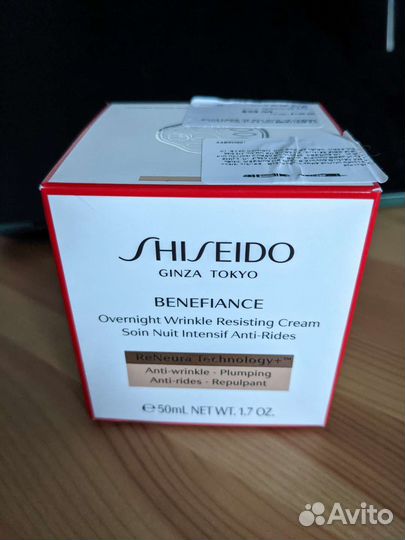 SHISEIDO
GINZA TOKYO
BENEFIANCE
Overnight Wrinkle Resisting Cream
Soin Nuit Intensif Anti-Rides
ReNeura Technology+™
Anti-wrinkle · Plumping
Anti-rides · Repulpant
℮ 50mL NET WT. 1.7 OZ.
Avito